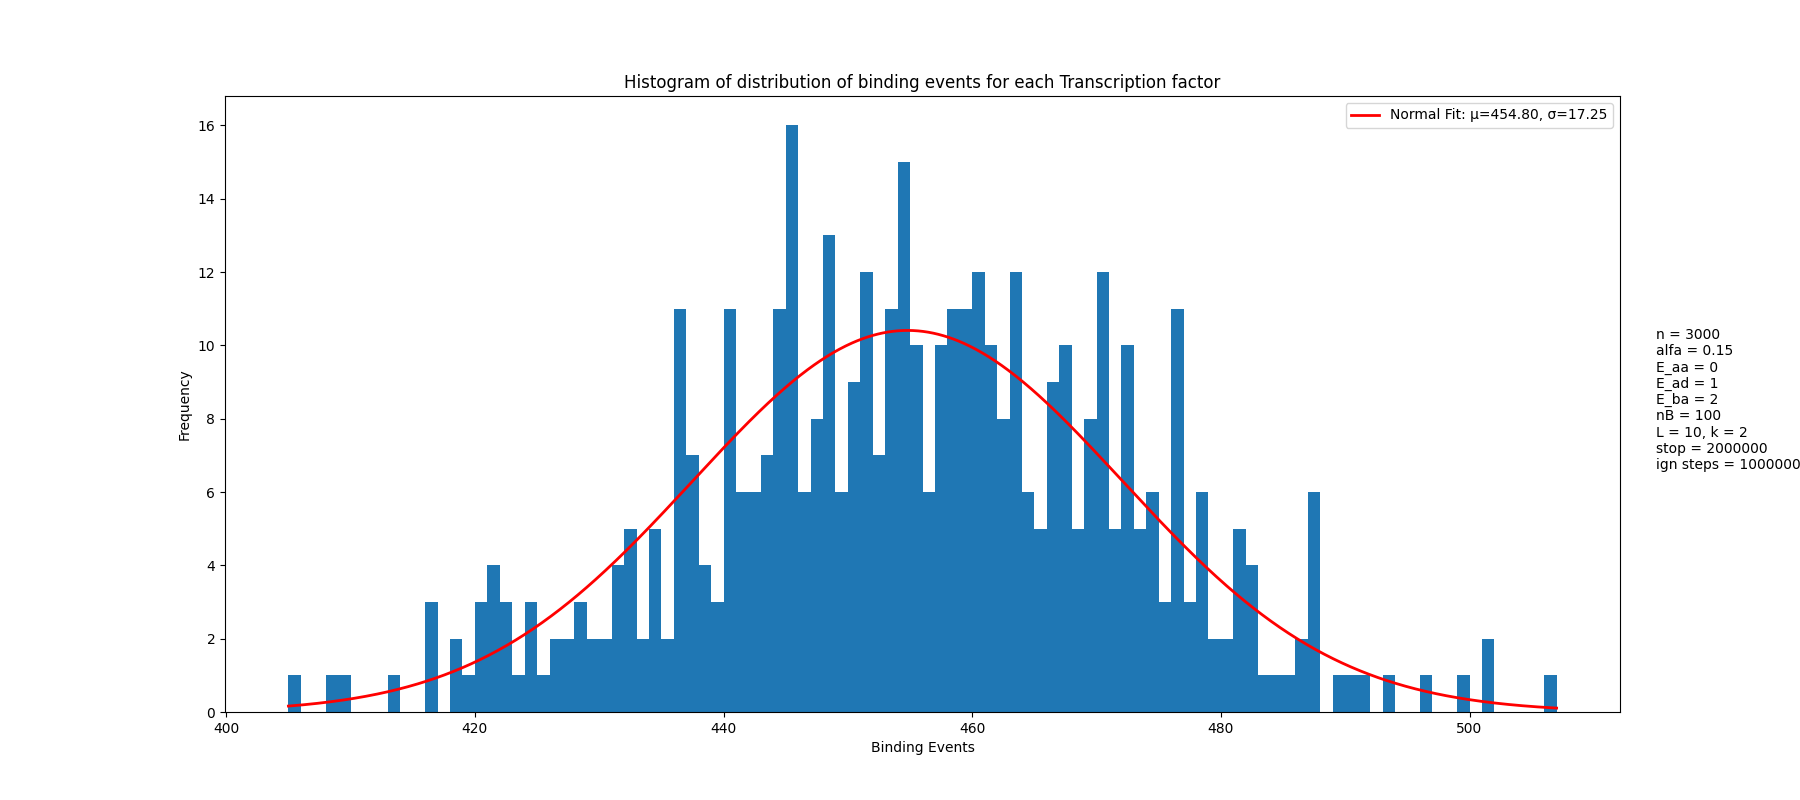 Histogram of distribution of binding events for each Transcription factor
Normal Fit: μ=454.80, σ=17.25
16
14
12
10
8
6
4
2
0
Frequency
400 420 440 460 480 500
Binding Events
n = 3000
alfa = 0.15
E_aa = 0
E_ad = 1
E_ba = 2
nB = 100
L = 10, k = 2
stop = 2000000
ign steps = 1000000